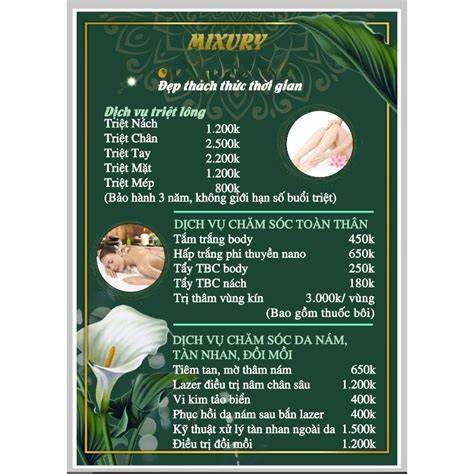 MIXURY
Đẹp thách thức thời gian
Dịch vụ triệt lông
Triệt Nách 1.200k
Triệt Chân 2.500k
Triệt Tay 2.200k
Triệt Mặt 1.200k
Triệt Mép 800k
(Bảo hành 3 năm, không giới hạn số buổi triệt)
DỊCH VỤ CHĂM SÓC TOÀN THÂN
Tắm trắng body 450k
Hấp trắng phi thuyền nano 650k
Tẩy TBC body 250k
Tẩy TBC nách 180k
Trị thâm vùng kín 3.000k/ vùng
(Bao gồm thuốc bôi)
DỊCH VỤ CHĂM SÓC DA NÁM,
TÀN NHAN, ĐỒI MỒI
Tiêm tan, mờ thâm nám 650k
Lazer điều trị nâm chân sâu 1.200k
Vi kim tảo biển 400k
Phục hồi da nám sau bắn lazer 400k
Kỹ thuật xử lý tàn nhan ngoài da 1.500k
Điều trị đồi mồi 1.200k